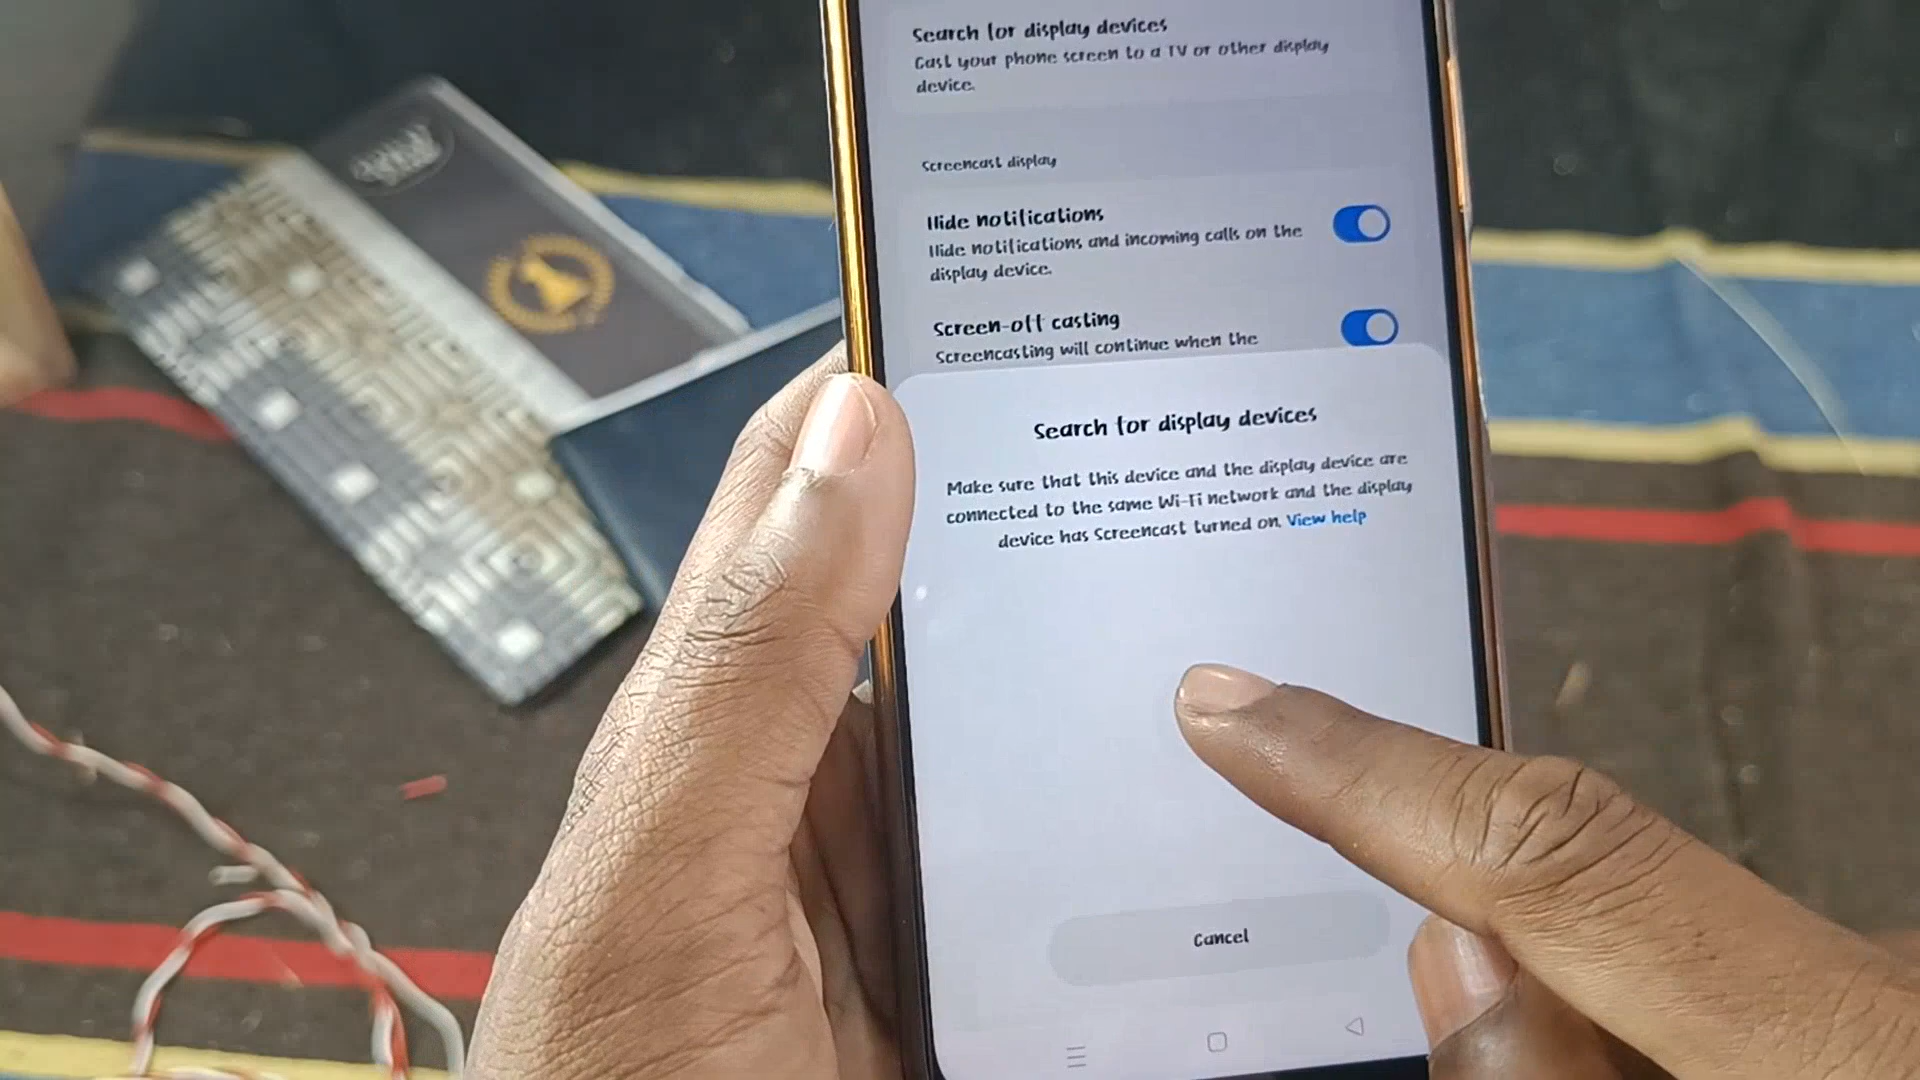 Search for display devices
Cast your phone screen to a TV or other display
device.
Screencast display
Hide notifications
Hide notifications and incoming calls on the
display device.
Screen-off casting
Screencasting will continue when the
Search for display devices
Make sure that this device and the display device are
connected to the same Wi-Fi network and the display
device has Screencast turned on. View help
Cancel